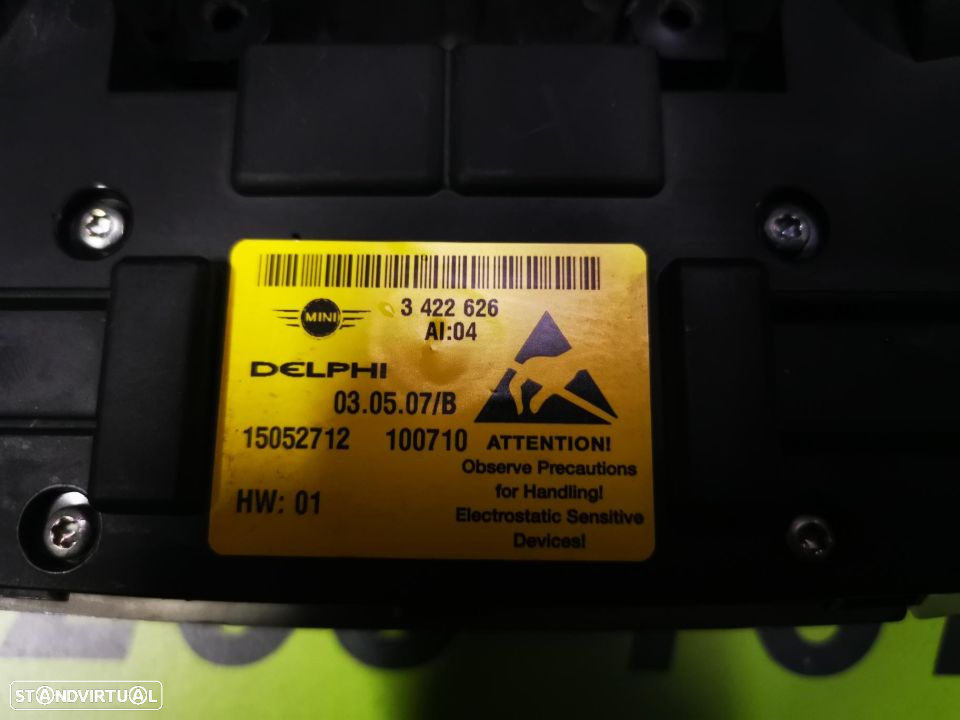 MINI
3 422 626
AI:04
DELPHI
03.05.07/B
15052712 100710
ATTENTION!
Observe Precautions
for Handling!
HW: 01
Electrostatic Sensitive
Devices!
STANDVIRTUAL